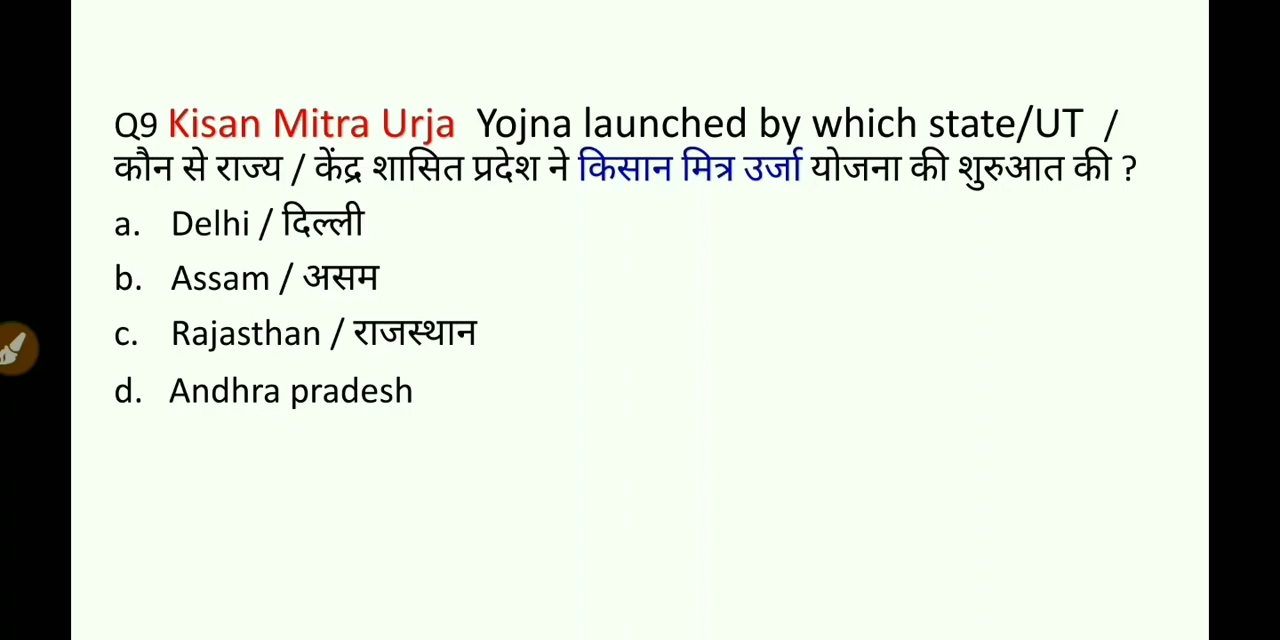 Q9 Kisan Mitra Urja Yojna launched by which state/UT /
कौन से राज्य / केंद्र शासित प्रदेश ने किसान मित्र उर्जा योजना की शुरुआत की ?
a. Delhi / दिल्ली
b. Assam / असम
c. Rajasthan / राजस्थान
d. Andhra pradesh